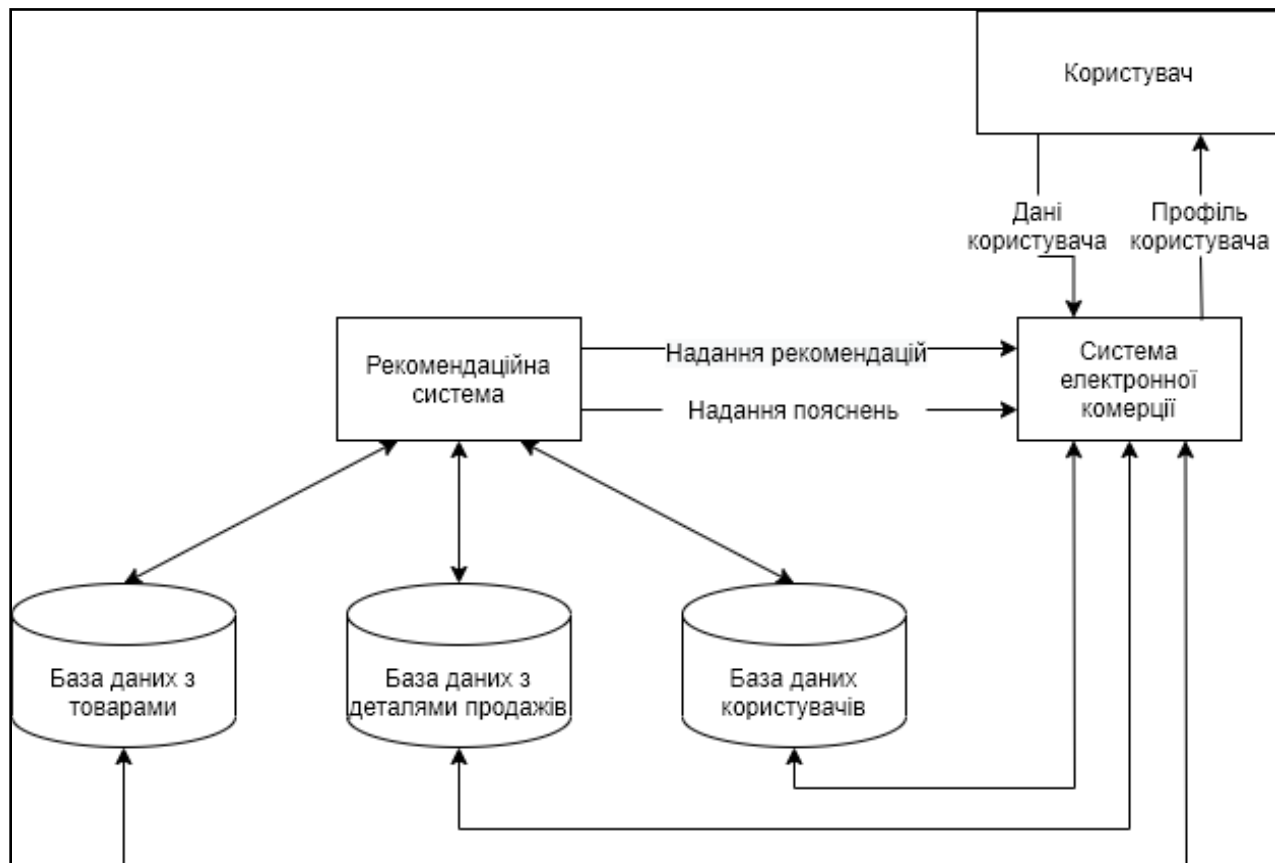 Користувач
Дані
користувача
Профіль
користувача
Рекомендаційна
система
Надання рекомендацій
Надання пояснень
Система
електронної
комерції
База даних з
товарами
База даних з
деталями продажів
База даних
користувачів